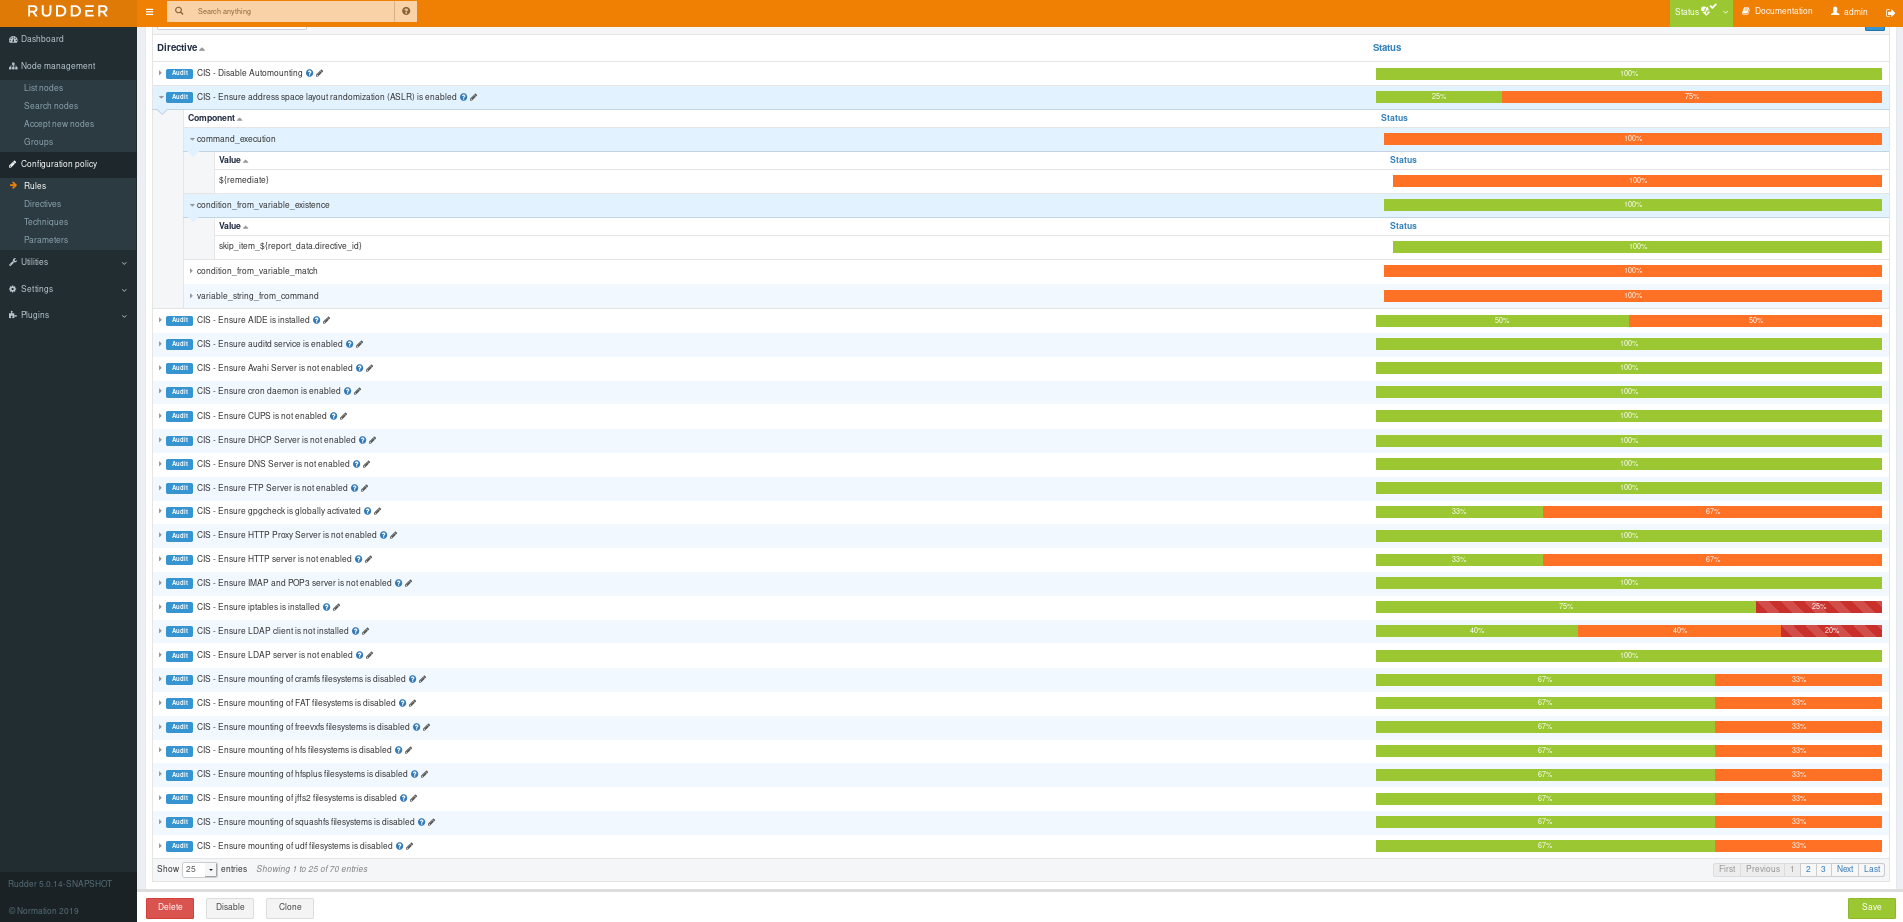 RUDDER
Search anything
Status
Documentation
admin
Dashboard
Node management
List nodes
Search nodes
Accept new nodes
Groups
Configuration policy
Rules
Directives
Techniques
Parameters
Utilities
Settings
Plugins
Rudder 5.0.14-SNAPSHOT
© Normation 2019
Directive Status
Audit CIS - Disable Automounting 100%
Audit CIS - Ensure address space layout randomization (ASLR) is enabled 25% 75%
Component Status
command_execution 100%
Value Status
${remediate} 100%
condition_from_variable_existence 100%
Value Status
skip_item_${report_data.directive_id} 100%
condition_from_variable_match 100%
variable_string_from_command 100%
Audit CIS - Ensure AIDE is installed 50% 50%
Audit CIS - Ensure auditd service is enabled 100%
Audit CIS - Ensure Avahi Server is not enabled 100%
Audit CIS - Ensure cron daemon is enabled 100%
Audit CIS - Ensure CUPS is not enabled 100%
Audit CIS - Ensure DHCP Server is not enabled 100%
Audit CIS - Ensure DNS Server is not enabled 100%
Audit CIS - Ensure FTP Server is not enabled 100%
Audit CIS - Ensure gpgcheck is globally activated 33% 67%
Audit CIS - Ensure HTTP Proxy Server is not enabled 100%
Audit CIS - Ensure HTTP server is not enabled 33% 67%
Audit CIS - Ensure IMAP and POP3 server is not enabled 100%
Audit CIS - Ensure iptables is installed 75% 25%
Audit CIS - Ensure LDAP client is not installed 40% 40% 20%
Audit CIS - Ensure LDAP server is not enabled 100%
Audit CIS - Ensure mounting of cramfs filesystems is disabled 67% 33%
Audit CIS - Ensure mounting of FAT filesystems is disabled 67% 33%
Audit CIS - Ensure mounting of freevxfs filesystems is disabled 67% 33%
Audit CIS - Ensure mounting of hfs filesystems is disabled 67% 33%
Audit CIS - Ensure mounting of hfsplus filesystems is disabled 67% 33%
Audit CIS - Ensure mounting of jffs2 filesystems is disabled 67% 33%
Audit CIS - Ensure mounting of squashfs filesystems is disabled 67% 33%
Audit CIS - Ensure mounting of udf filesystems is disabled 67% 33%
Show 25 entries Showing 1 to 25 of 70 entries First Previous 1 2 3 Next Last
Delete Disable Clone Save